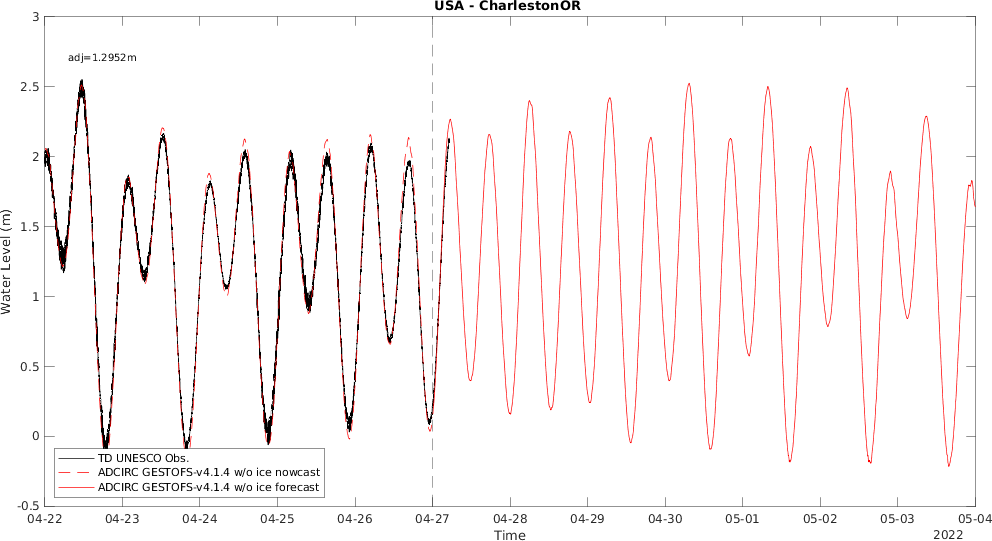 USA - CharlestonOR
adj=1.2952m
Water Level (m)
3
2.5
2
1.5
1
0.5
0
-0.5
TD UNESCO Obs.
ADCIRC GESTOFS-v4.1.4 w/o ice nowcast
ADCIRC GESTOFS-v4.1.4 w/o ice forecast
04-22 04-23 04-24 04-25 04-26 04-27 04-28 04-29 04-30 05-01 05-02 05-03 05-04
Time
2022